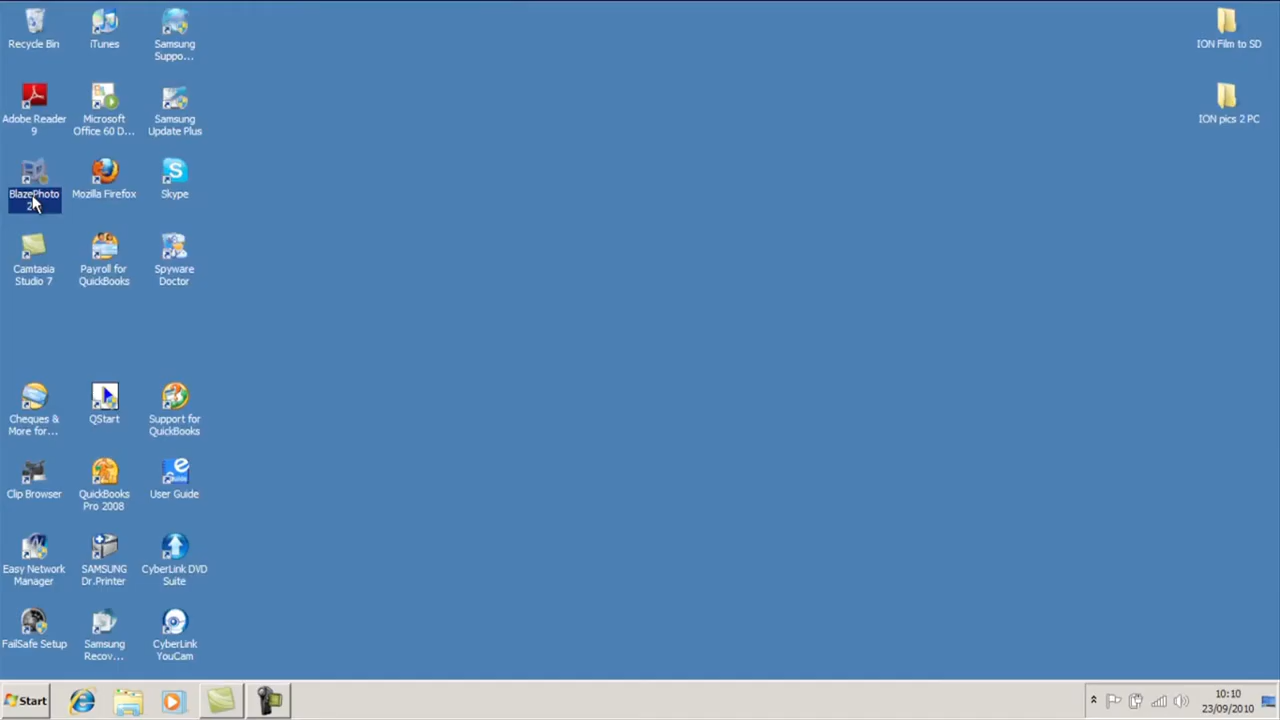 Recycle Bin
iTunes
Samsung
Suppo...
ION Film to SD
Adobe Reader
9
Microsoft
Office 60 D...
Samsung
Update Plus
ION pics 2 PC
BlazePhoto
Mozilla Firefox
Skype
Camtasia
Studio 7
Payroll for
QuickBooks
Spyware
Doctor
Cheques &
More for...
QStart
Support for
QuickBooks
Clip Browser
QuickBooks
Pro 2008
User Guide
Easy Network
Manager
SAMSUNG
Dr.Printer
CyberLink DVD
Suite
FailSafe Setup
Samsung
Recov...
CyberLink
YouCam
Start
10:10
23/09/2010